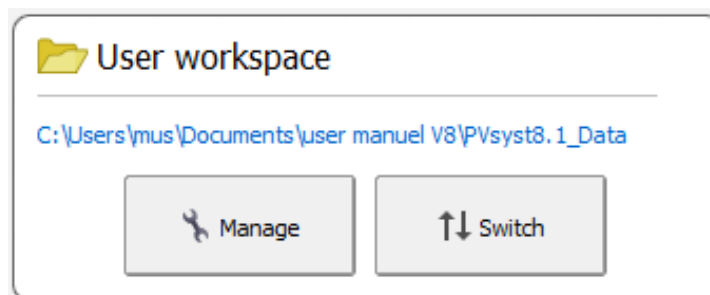 User workspace
C:\Users\mus\Documents\user manuel V8\PVsyst8.1_Data
Manage
Switch